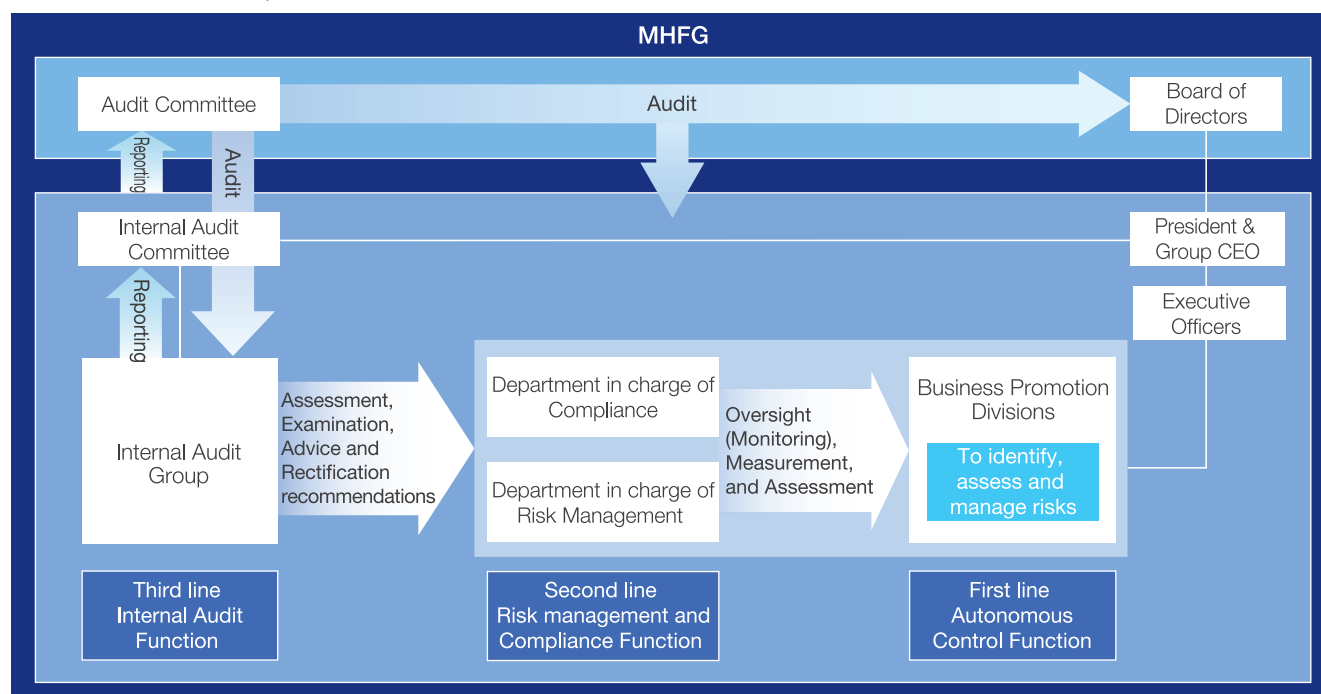 MHFG
Audit Committee
Audit
Board of
Directors
Reporting
Audit
Internal Audit
Committee
President &
Group CEO
Executive
Officers
Reporting
Internal Audit
Group
Assessment,
Examination,
Advice and
Rectification
recommendations
Department in charge of
Compliance
Department in charge of
Risk Management
Oversight
(Monitoring),
Measurement,
and Assessment
Business Promotion
Divisions
To identify,
assess and
manage risks
Third line
Internal Audit
Function
Second line
Risk management and
Compliance Function
First line
Autonomous
Control Function